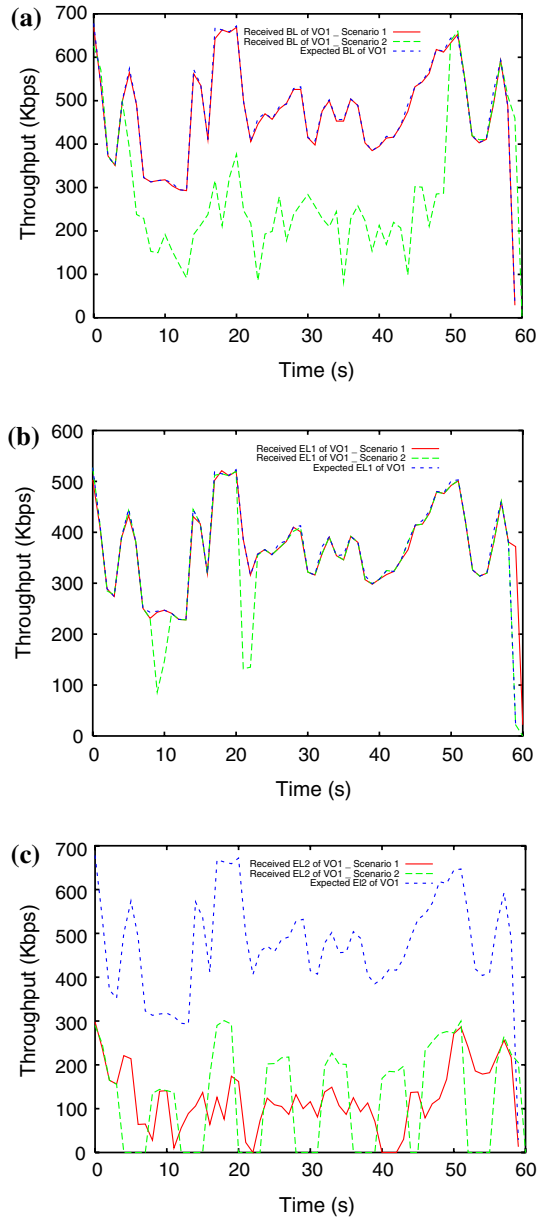 (a)
700
600
500
400
300
200
100
0
Throughput (Kbps)
Received BL of VO1 _ Scenario 1
Received BL of VO1 _ Scenario 2
Expected BL of VO1
0 10 20 30 40 50 60
Time (s)
(b)
600
500
400
300
200
100
0
Throughput (Kbps)
Received EL1 of VO1 _ Scenario 1
Received EL1 of VO1 _ Scenario 2
Expected EL1 of VO1
0 10 20 30 40 50 60
Time (s)
(c)
700
600
500
400
300
200
100
0
Throughput (Kbps)
Received EL2 of VO1 _ Scenario 1
Received EL2 of VO1 _ Scenario 2
Expected El2 of VO1
0 10 20 30 40 50 60
Time (s)